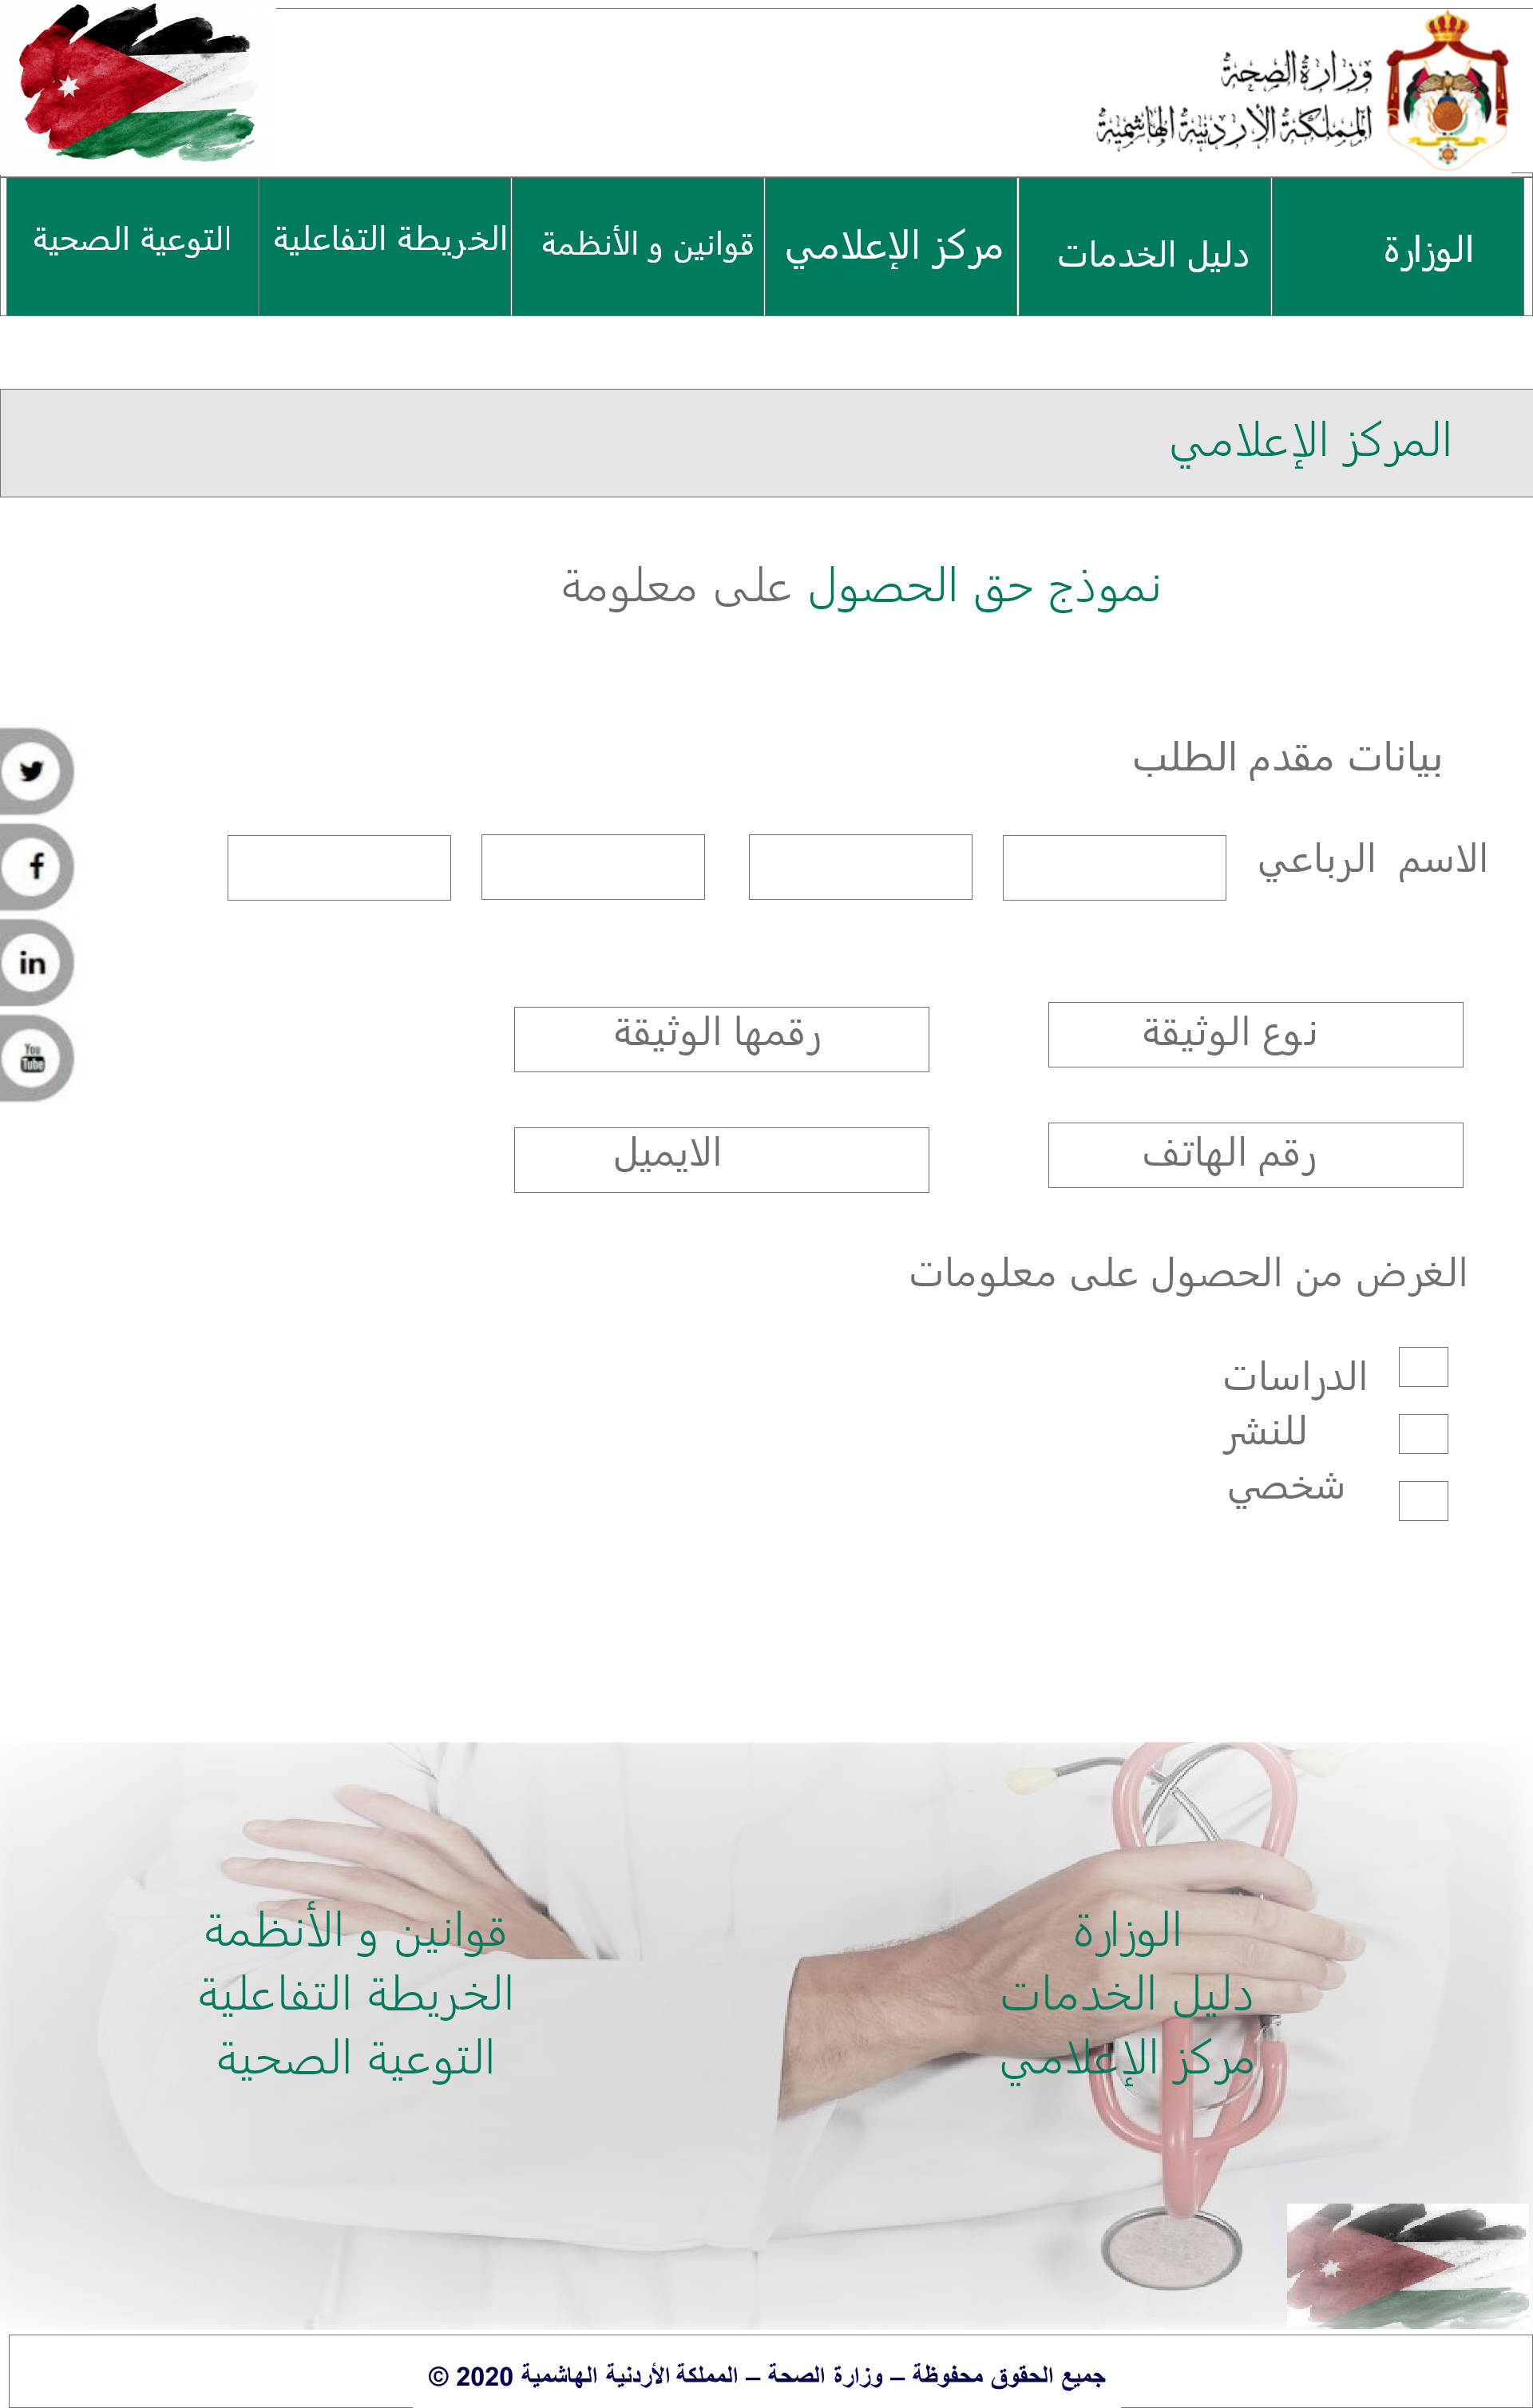 وزارة الصحة
المملكة الأردنية الهاشمية
الوزارة
دليل الخدمات
مركز الإعلامي
قوانين و الأنظمة
الخريطة التفاعلية
التوعية الصحية
المركز الإعلامي
نموذج حق الحصول على معلومة
بيانات مقدم الطلب
الاسم الرباعي
نوع الوثيقة
رقمها الوثيقة
رقم الهاتف
الايميل
الغرض من الحصول على معلومات
الدراسات
للنشر
شخصي
in
You
Tube
الوزارة
دليل الخدمات
مركز الإعلامي
قوانين و الأنظمة
الخريطة التفاعلية
التوعية الصحية
جميع الحقوق محفوظة – وزارة الصحة – المملكة الأردنية الهاشمية 2020 ©